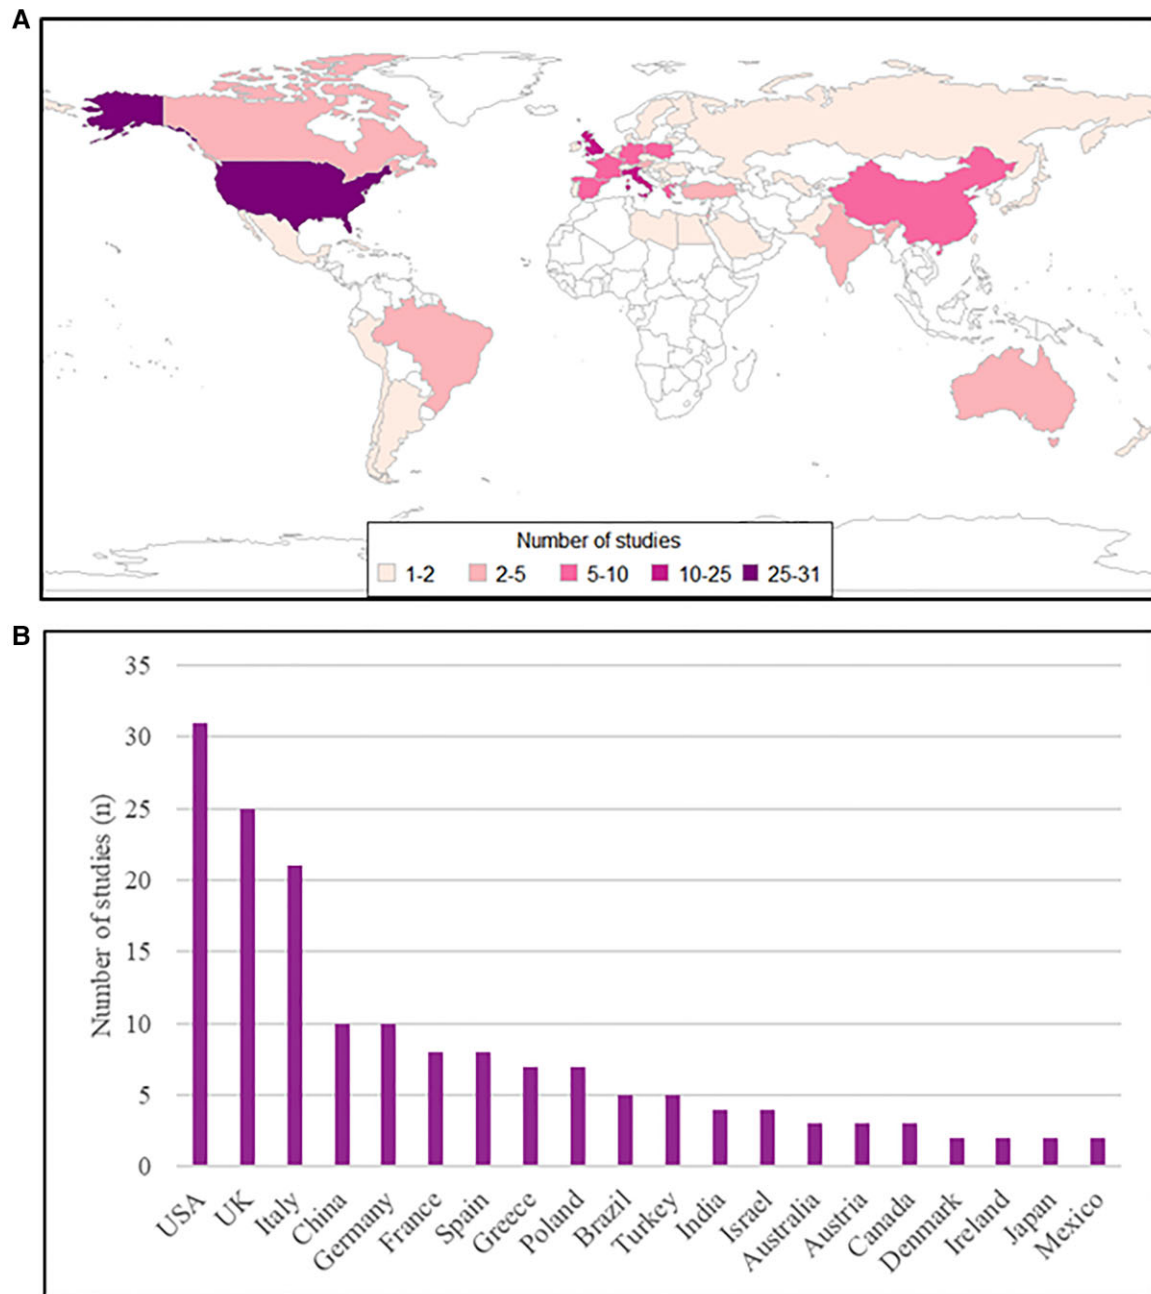 A
Number of studies
1-2 2-5 5-10 10-25 25-31
B
35
30
25
20
15
10
5
0
Number of studies (n)
USA UK Italy China Germany France Spain Greece Poland Brazil Turkey India Israel Australia Austria Canada Denmark Ireland Japan Mexico